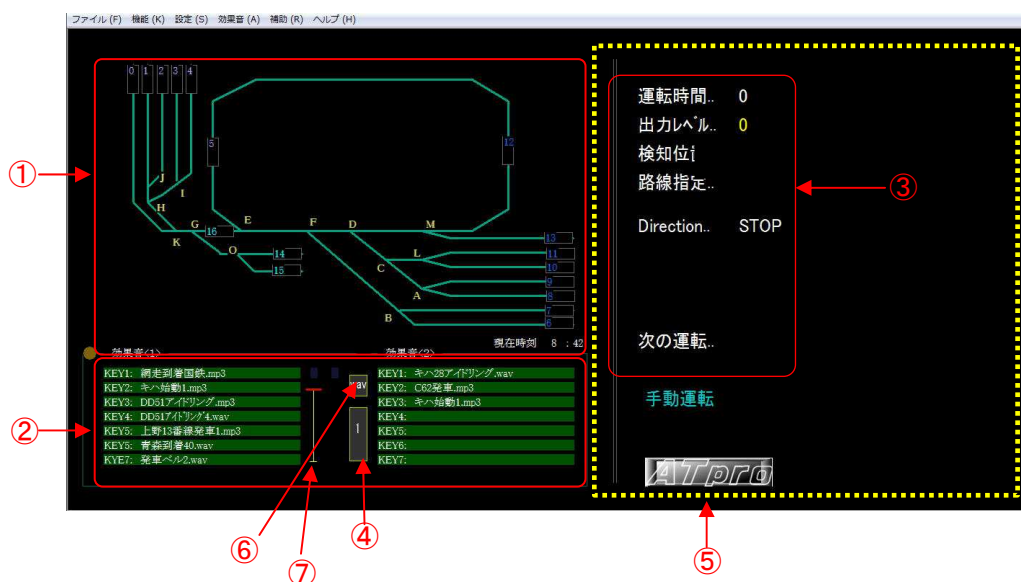 ファイル(F) 機能(K) 設定(S) 効果音(A) 補助(R) ヘルプ(H)
0 1 2 3 4
5
12
J
I
H
G 16 E F D M
K
O 14
15
13
L 11
C 10
9
A 8
7
B 6
現在時刻 8 : 42
効果音(1) 効果音(2)
KEY1: 網走到着国鉄.mp3
KEY2: キハ始動1.mp3
KEY3: DD51アイドリング.mp3
KEY4: DD51アイドリング4.wav
KEY5: 上野13番線発車1.mp3
KEY5: 青森到着40.wav
KYE7: 発車ベル2.wav
wav
1
KEY1: キハ28アイドリング.wav
KEY2: C62発車.mp3
KEY3: キハ始動1.mp3
KEY4:
KEY5:
KEY6:
KEY7:
運転時間.. 0
出力レベル.. 0
検知位
路線指定..
Direction.. STOP
次の運転..
手動運転
ATpro
①
②
③
④
⑤
⑥
⑦